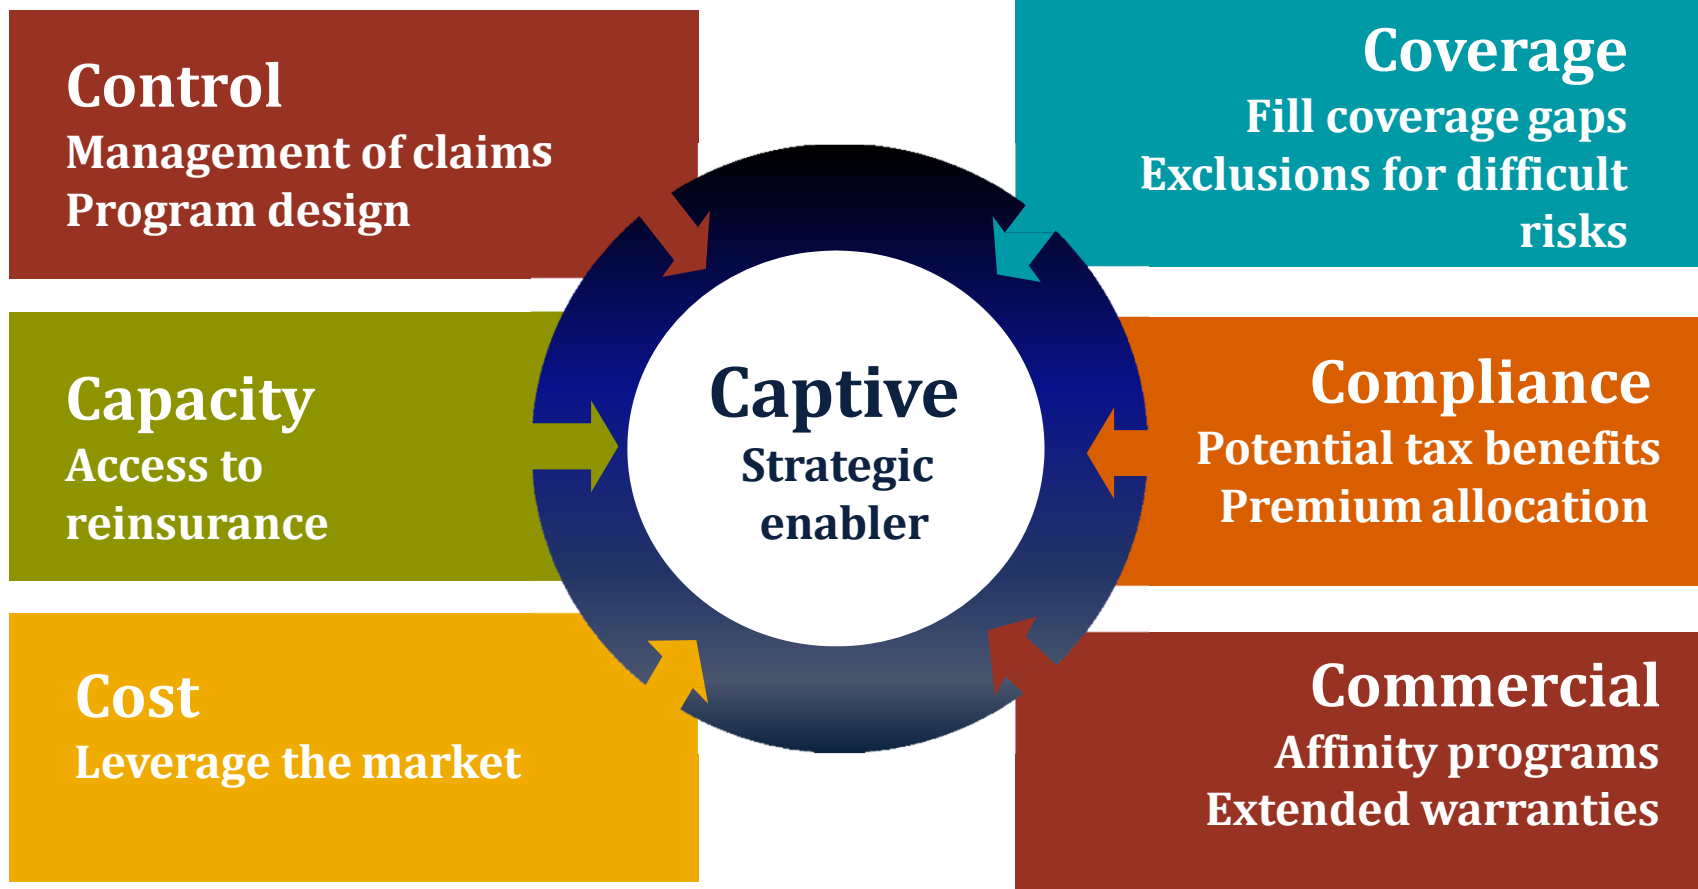 Control
Management of claims
Program design
Capacity
Access to
reinsurance
Cost
Leverage the market
Captive
Strategic
enabler
Coverage
Fill coverage gaps
Exclusions for difficult
risks
Compliance
Potential tax benefits
Premium allocation
Commercial
Affinity programs
Extended warranties